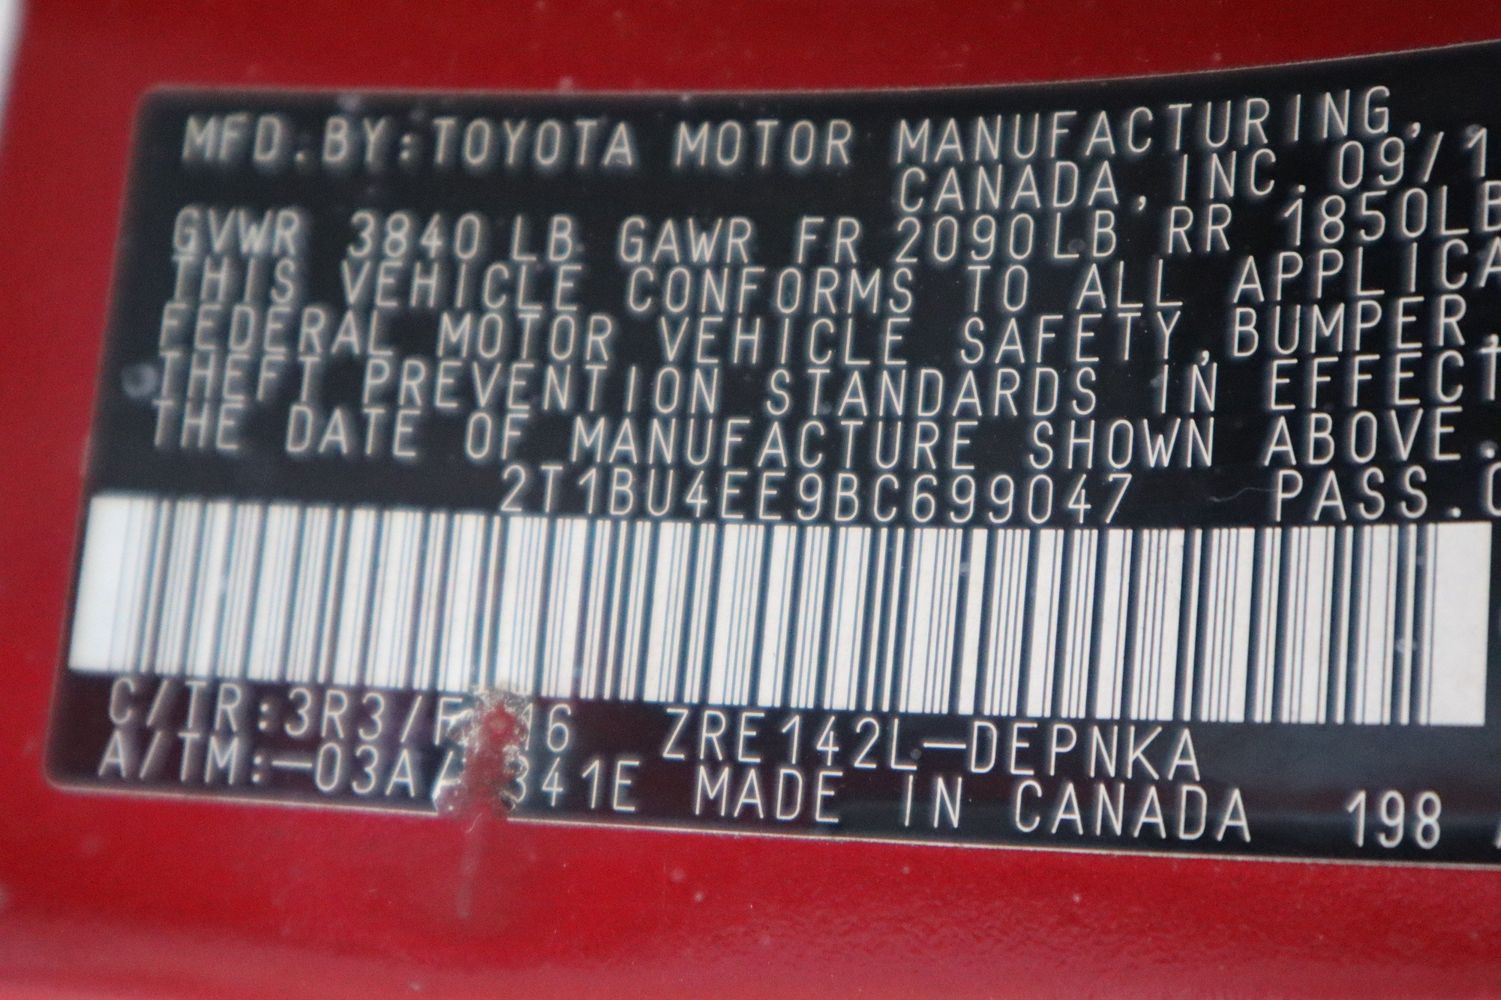 MFD.BY:TOYOTA MOTOR MANUFACTURING,
CANADA, INC. 09/1
GVWR 3840 LB GAWR FR 2090LB RR 1850LB
THIS VEHICLE CONFORMS TO ALL APPLICA
FEDERAL MOTOR VEHICLE SAFETY, BUMPER,
THEFT PREVENTION STANDARDS IN EFFECT
THE DATE OF MANUFACTURE SHOWN ABOVE.
2T1BU4EE9BC699047 PASS.C
C/TR:3R3/F 16 ZRE142L-DEPNKA
A/TM:-03A/ 341E MADE IN CANADA 198